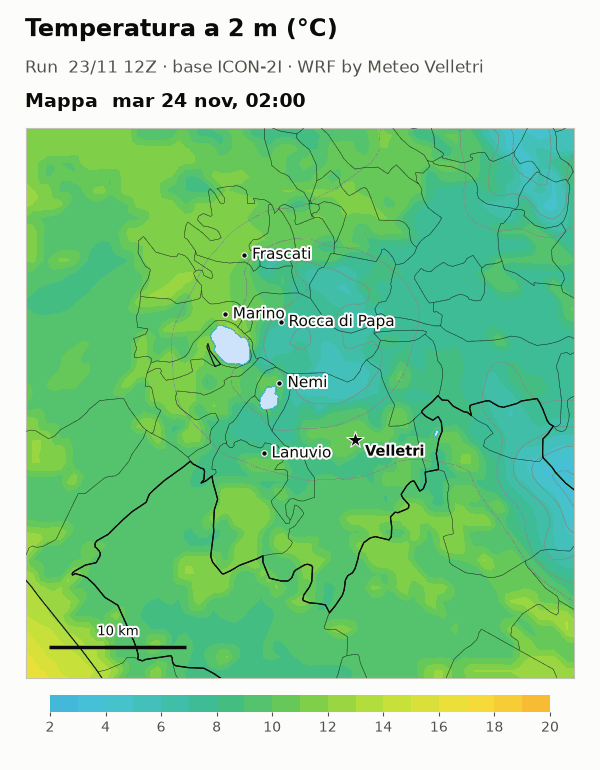 Temperatura a 2 m (°C)
Run  23/11 12Z · base ICON-2I · WRF by Meteo Velletri
Mappa  mar 24 nov, 02:00
Frascati
Marino
Rocca di Papa
Nemi
Velletri
Lanuvio
10 km
2 4 6 8 10 12 14 16 18 20